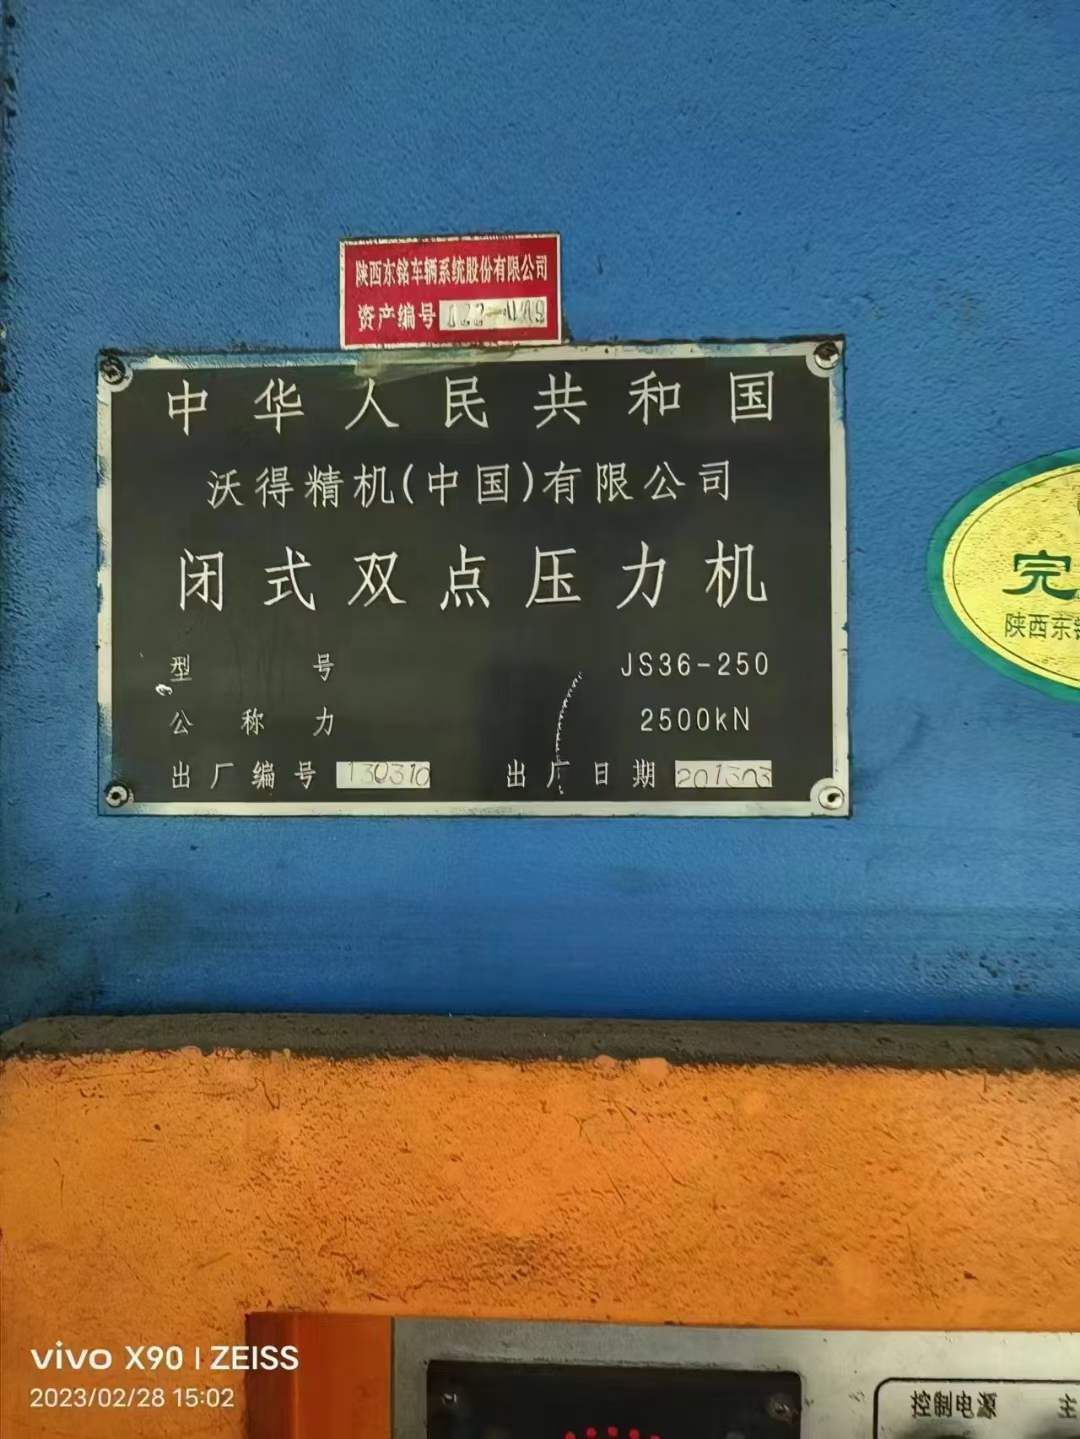 陕西东铭车辆系统股份有限公司
资产编号
中华人民共和国
沃得精机(中国)有限公司
闭式双点压力机
型号 JS36-250
公称力 2500kN
出厂编号 130310 出厂日期 201303
完
陕西东
vivo X90 | ZEISS
2023/02/28 15:02
控制电源
主